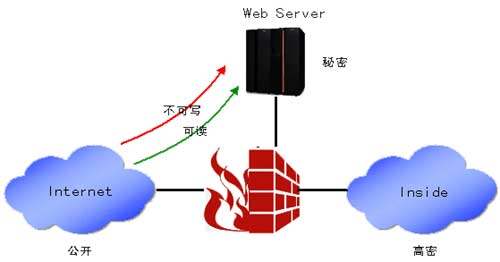 Web Server
秘密
不可写
可读
Internet
Inside
公开
高密